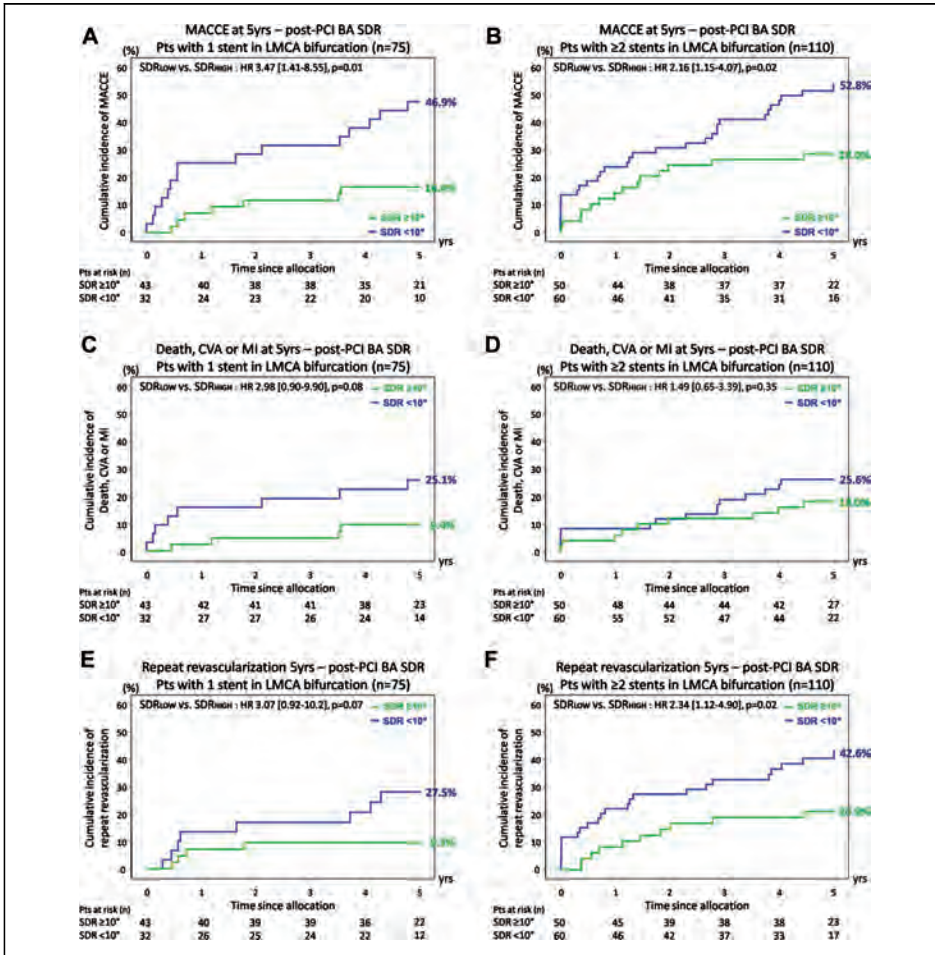 A
MACCE at 5yrs – post-PCI BA SDR
Pts with 1 stent in LMCA bifurcation (n=75)
(%)
SDRLOW vs. SDRHIGH : HR 3.47 [1.41-8.55], p=0.01
60
50
40
30
20
10
0
Cumulative incidence of MACCE
46.9%
SDR ≥10°
SDR <10°
yrs
0 1 2 3 4 5
Time since allocation
Pts at risk (n)
SDR ≥10° 43 40 38 38 35 21
SDR <10° 32 24 23 22 20 10
B
MACCE at 5yrs – post-PCI BA SDR
Pts with ≥2 stents in LMCA bifurcation (n=110)
(%)
SDRLOW vs. SDRHIGH : HR 2.16 [1.15-4.07], p=0.02
60
50
40
30
20
10
0
Cumulative incidence of MACCE
52.8%
SDR ≥10°
SDR <10°
yrs
0 1 2 3 4 5
Time since allocation
Pts at risk (n)
SDR ≥10° 50 44 38 37 37 22
SDR <10° 60 46 41 35 31 16
C
Death, CVA or MI at 5yrs – post-PCI BA SDR
Pts with 1 stent in LMCA bifurcation (n=75)
(%)
SDRLOW vs. SDRHIGH : HR 2.98 [0.90-9.90], p=0.08
SDR ≥10°
SDR <10°
60
50
40
30
20
10
0
Cumulative incidence of
Death, CVA or MI
25.1%
yrs
0 1 2 3 4 5
Time since allocation
Pts at risk (n)
SDR ≥10° 43 42 41 41 38 23
SDR <10° 32 27 27 26 24 14
D
Death, CVA or MI at 5yrs – post-PCI BA SDR
Pts with ≥2 stents in LMCA bifurcation (n=110)
(%)
SDRLOW vs. SDRHIGH : HR 1.49 [0.65-3.39], p=0.35
SDR ≥10°
SDR <10°
60
50
40
30
20
10
0
Cumulative incidence of
Death, CVA or MI
25.6%
yrs
0 1 2 3 4 5
Time since allocation
Pts at risk (n)
SDR ≥10° 50 48 44 44 42 27
SDR <10° 60 55 52 47 44 22
E
Repeat revascularization 5yrs – post-PCI BA SDR
Pts with 1 stent in LMCA bifurcation (n=75)
(%)
SDRLOW vs. SDRHIGH : HR 3.07 [0.92-10.2], p=0.07
SDR ≥10°
SDR <10°
60
50
40
30
20
10
0
Cumulative incidence of
repeat revascularization
27.5%
yrs
0 1 2 3 4 5
Time since allocation
Pts at risk (n)
SDR ≥10° 43 40 39 39 36 22
SDR <10° 32 26 25 24 22 12
F
Repeat revascularization 5yrs – post-PCI BA SDR
Pts with ≥2 stents in LMCA bifurcation (n=110)
(%)
SDRLOW vs. SDRHIGH : HR 2.34 [1.12-4.90], p=0.02
SDR ≥10°
SDR <10°
60
50
40
30
20
10
0
Cumulative incidence of
repeat revascularization
42.6%
yrs
0 1 2 3 4 5
Time since allocation
Pts at risk (n)
SDR ≥10° 50 45 39 38 38 23
SDR <10° 60 46 42 37 33 17